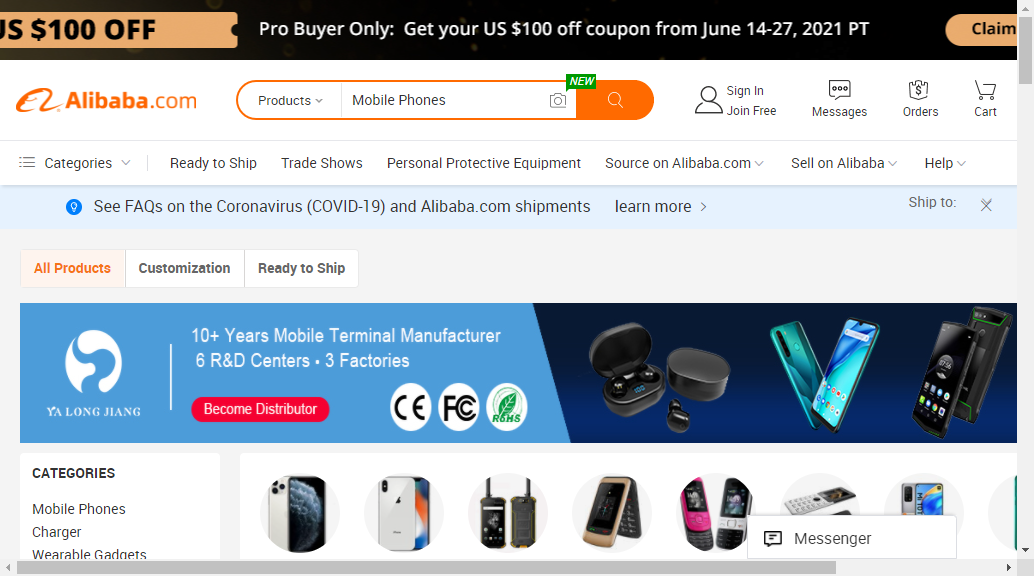 US $100 OFF
Pro Buyer Only: Get your US $100 off coupon from June 14-27, 2021 PT
Claim
Alibaba.com
Products
Mobile Phones
NEW
Sign In
Join Free
Messages
Orders
Cart
Categories
Ready to Ship
Trade Shows
Personal Protective Equipment
Source on Alibaba.com
Sell on Alibaba
Help
See FAQs on the Coronavirus (COVID-19) and Alibaba.com shipments
learn more
Ship to:
All Products
Customization
Ready to Ship
10+ Years Mobile Terminal Manufacturer
6 R&D Centers • 3 Factories
YA LONG JIANG
Become Distributor
CE
FC
RoHS
CATEGORIES
Mobile Phones
Charger
Wearable Gadgets
Messenger